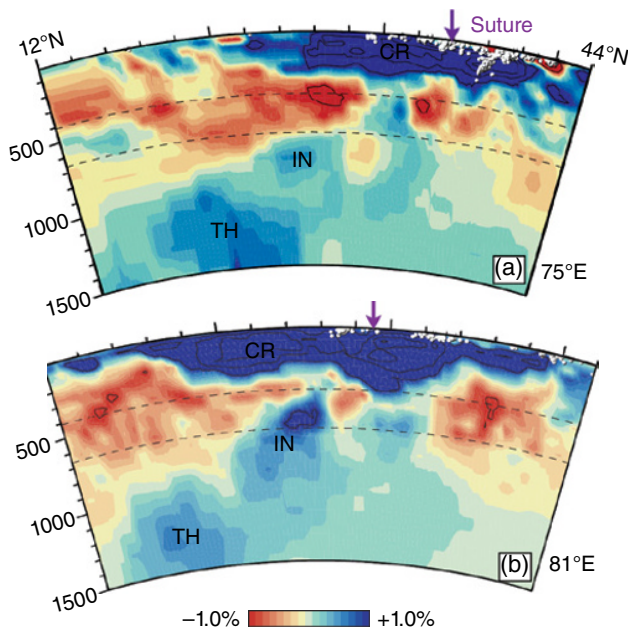 12°N
Suture
44°N
CR
500
IN
1000
TH
1500
(a)
75°E
CR
500
IN
1000
TH
1500
(b)
81°E
−1.0%
+1.0%